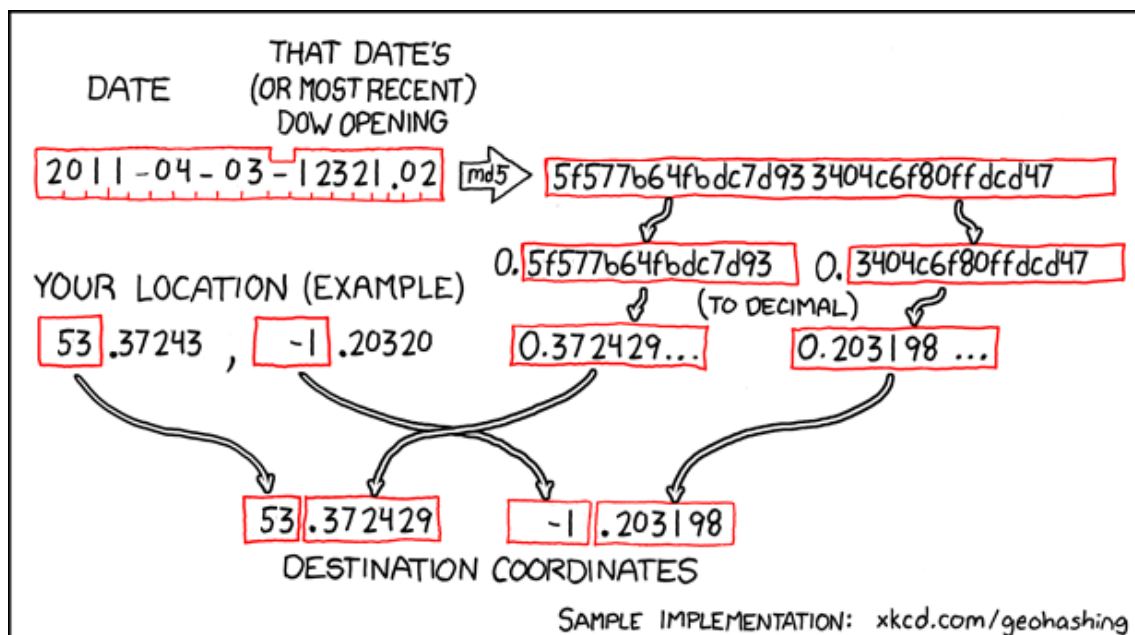 DATE
THAT DATE'S
(OR MOST RECENT)
DOW OPENING
2011-04-03-12321.02
md5
5f577b64fbdc7d933404c6f80ffdcd47
0.5f577b64fbdc7d93
0.3404c6f80ffdcd47
YOUR LOCATION (EXAMPLE)
(TO DECIMAL)
53.37243, -1.20320
0.372429...
0.203198...
53.372429
-1.203198
DESTINATION COORDINATES
SAMPLE IMPLEMENTATION: xkcd.com/geohashing